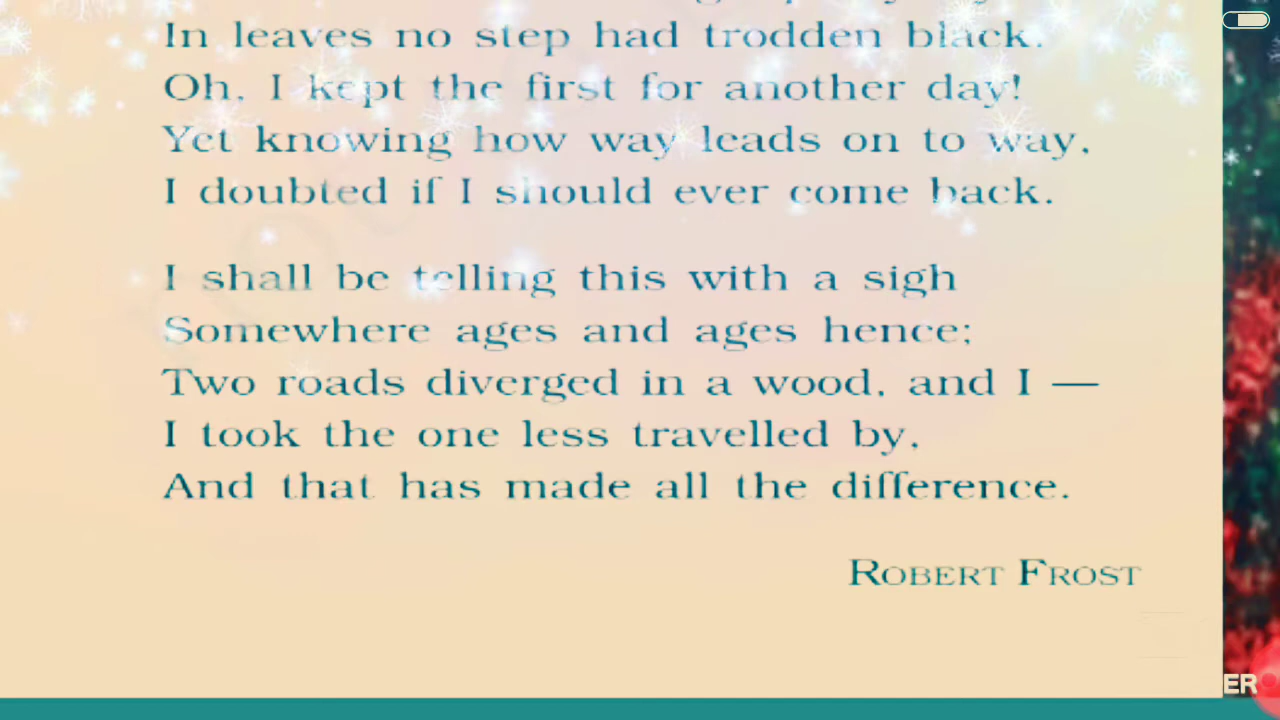 In leaves no step had trodden black.
Oh, I kept the first for another day!
Yet knowing how way leads on to way,
I doubted if I should ever come back.
I shall be telling this with a sigh
Somewhere ages and ages hence;
Two roads diverged in a wood, and I —
I took the one less travelled by,
And that has made all the difference.
ROBERT FROST
ER